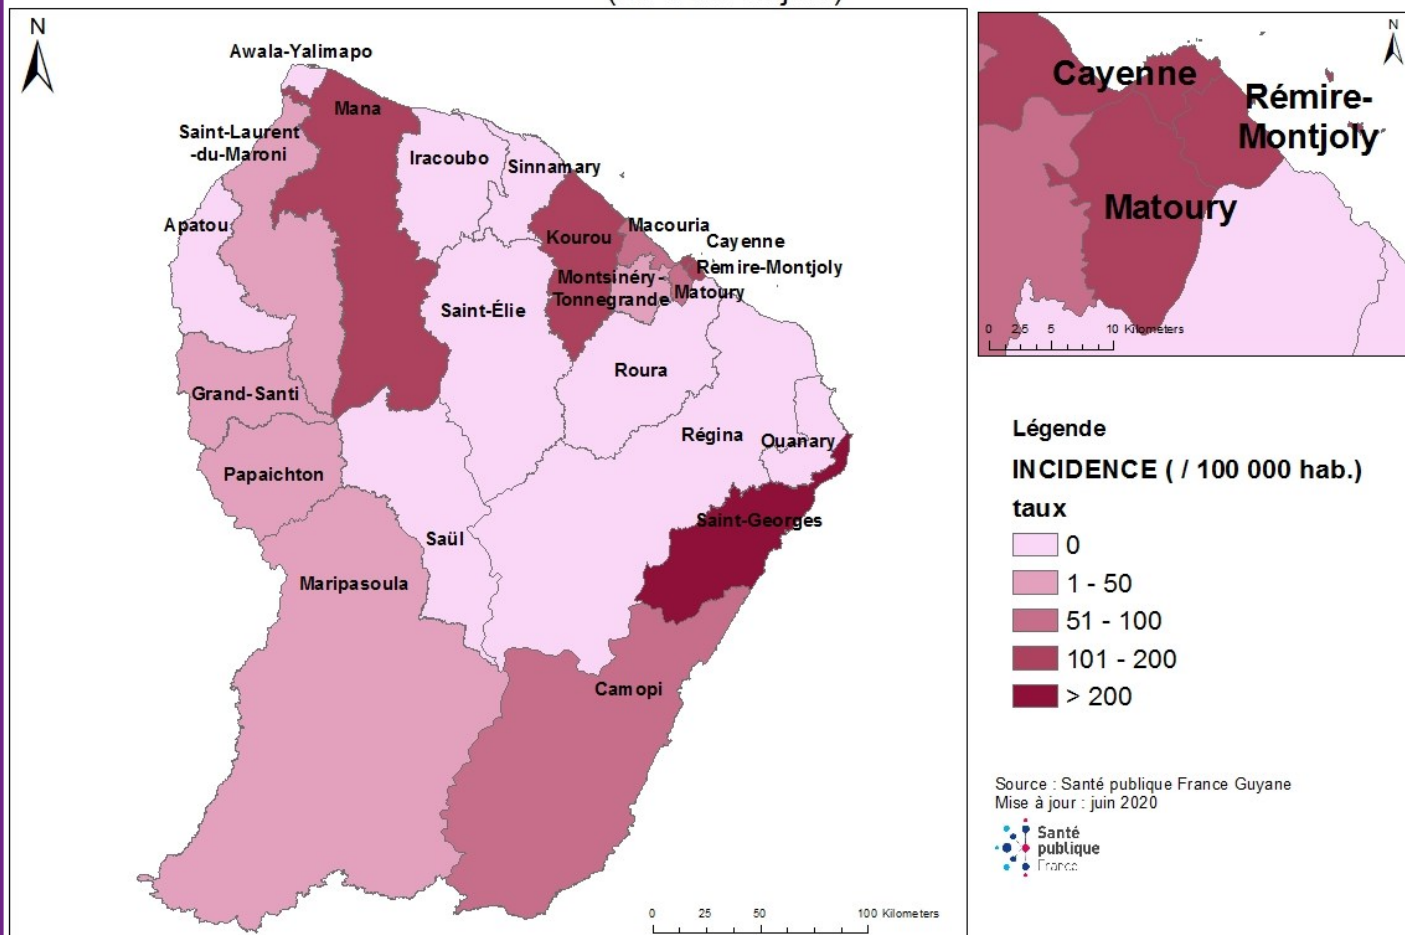 N
Awala-Yalimapo
Mana
Saint-Laurent
-du-Maroni
Iracoubo
Sinnamary
Apatou
Macouria
Kourou
Cayenne
Rémire-Montjoly
Montsinéry-
Tonnegrande
Matoury
Saint-Élie
Roura
Grand-Santi
Régina
Ouanary
Papaichton
Saint-Georges
Saül
Maripasoula
Camopi
0 25 50 100 Kilometers
N
Cayenne
Rémire-
Montjoly
Matoury
0 2,5 5 10 Kilometers
Légende
INCIDENCE ( / 100 000 hab.)
taux
0
1 - 50
51 - 100
101 - 200
> 200
Source : Santé publique France Guyane
Mise à jour : juin 2020
Santé
publique
France